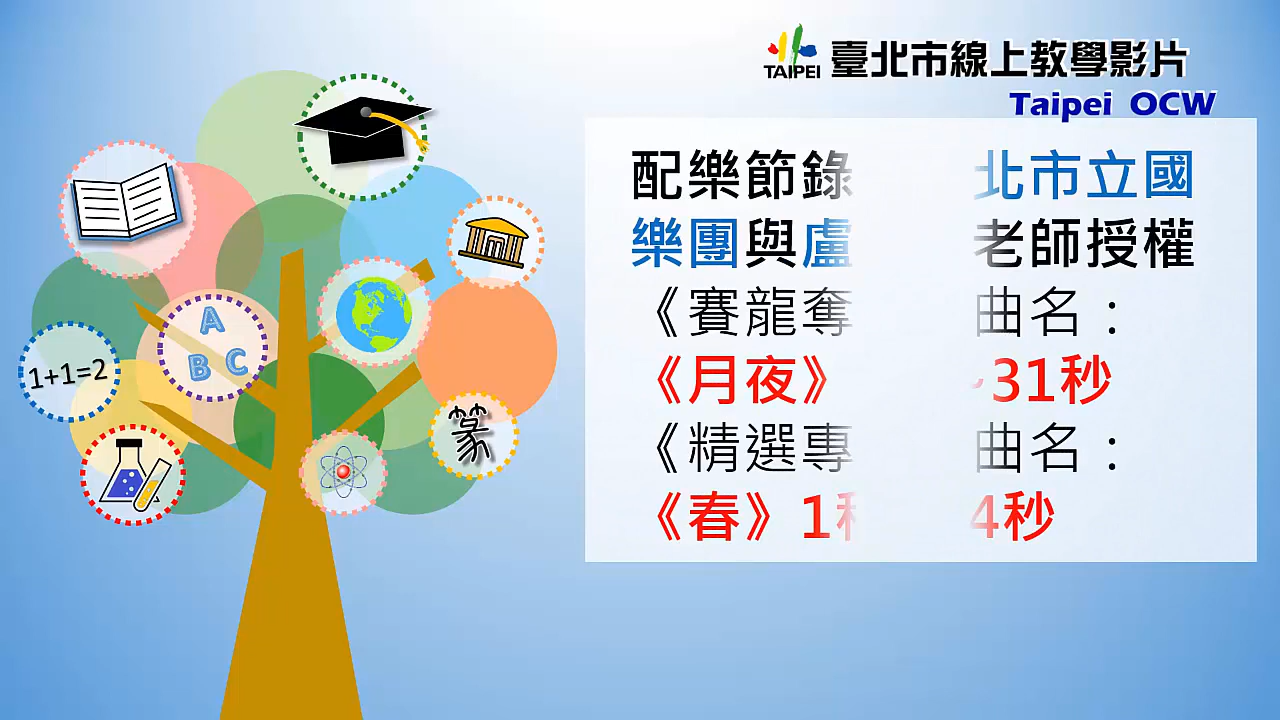 TAIPEI 臺北市線上教學影片
Taipei OCW
配樂節錄 北市立國
樂團與盧 老師授權
《賽龍奪 曲名：
《月夜》 31秒
《精選專 曲名：
《春》1 4秒
A
B C
1+1=2
篆